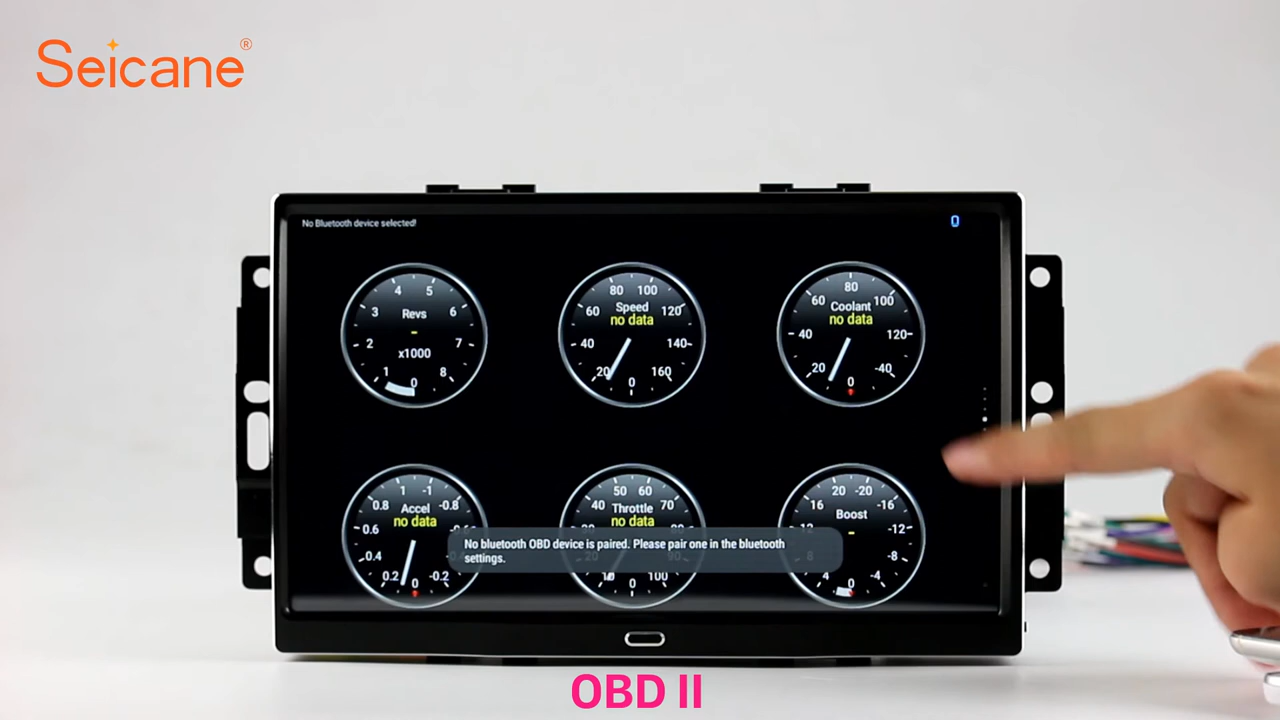 Seicane®
No Bluetooth device selected!
0
4 5
3 Revs 6
-
2 7
x1000
1 0 8
80 100
60 Speed 120
no data
40 140
20 0 160
80
60 Coolant 100
no data
40 120
20 0 -40
1 -1
0.8 Accel -0.8
no data
0.6
0.4
0.2 0 -0.2
50 60
40 Throttle 70
no data
20
10 0 100
20 -20
16 Boost -16
12 - -12
8 -8
4 0 -4
No bluetooth OBD device is paired. Please pair one in the bluetooth
settings.
OBD II